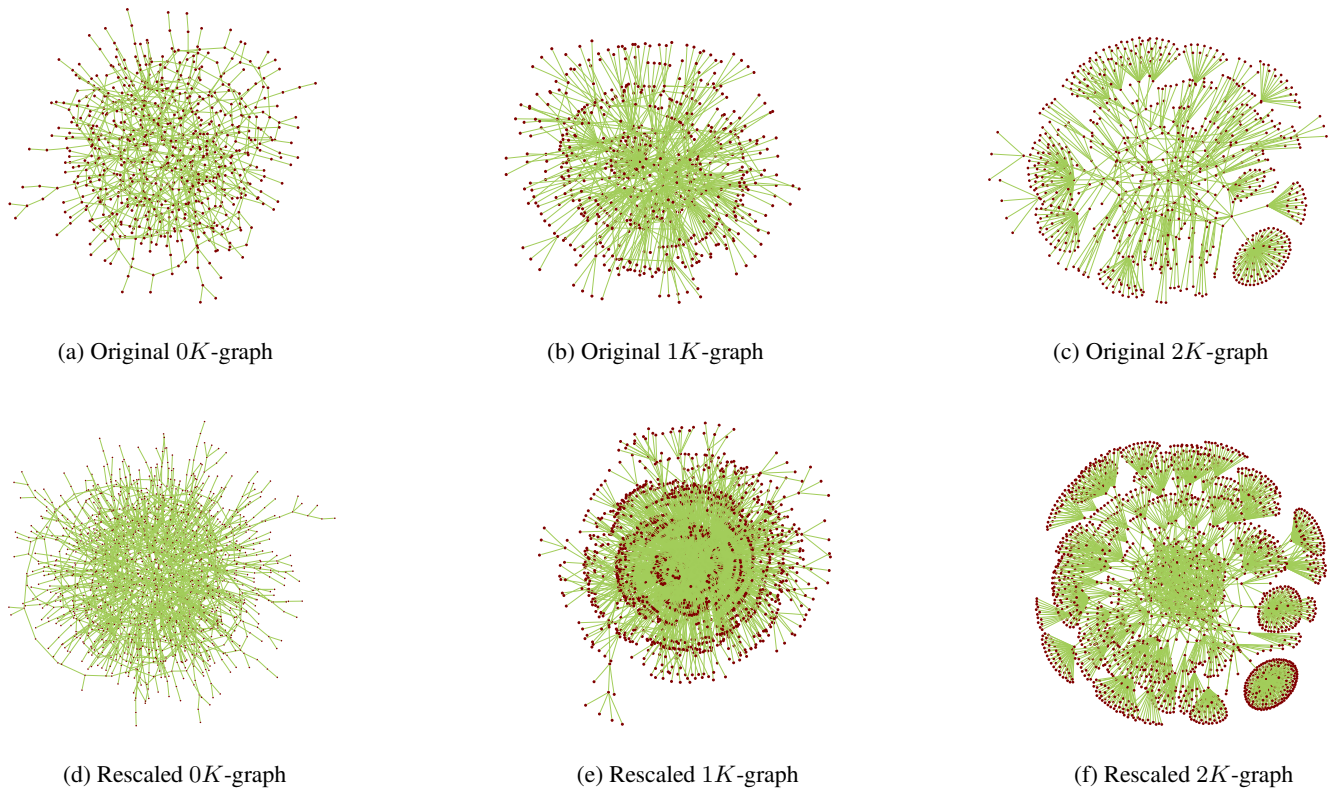 (a) Original 0K-graph
(b) Original 1K-graph
(c) Original 2K-graph
(d) Rescaled 0K-graph
(e) Rescaled 1K-graph
(f) Rescaled 2K-graph